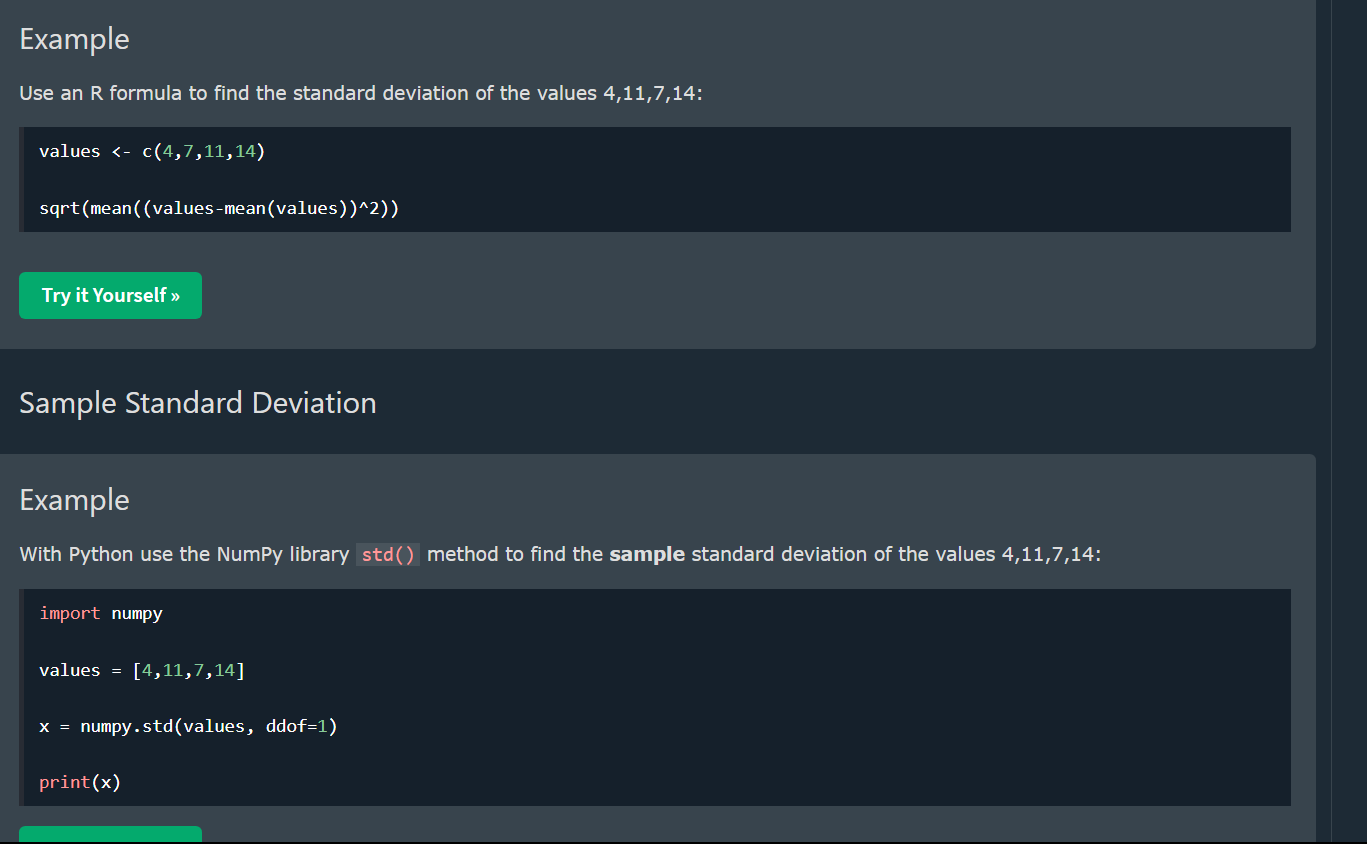 Example
Use an R formula to find the standard deviation of the values 4,11,7,14:
values <- c(4,7,11,14)
sqrt(mean((values-mean(values))^2))
Try it Yourself »
Sample Standard Deviation
Example
With Python use the NumPy library std() method to find the sample standard deviation of the values 4,11,7,14:
import numpy
values = [4,11,7,14]
x = numpy.std(values, ddof=1)
print(x)